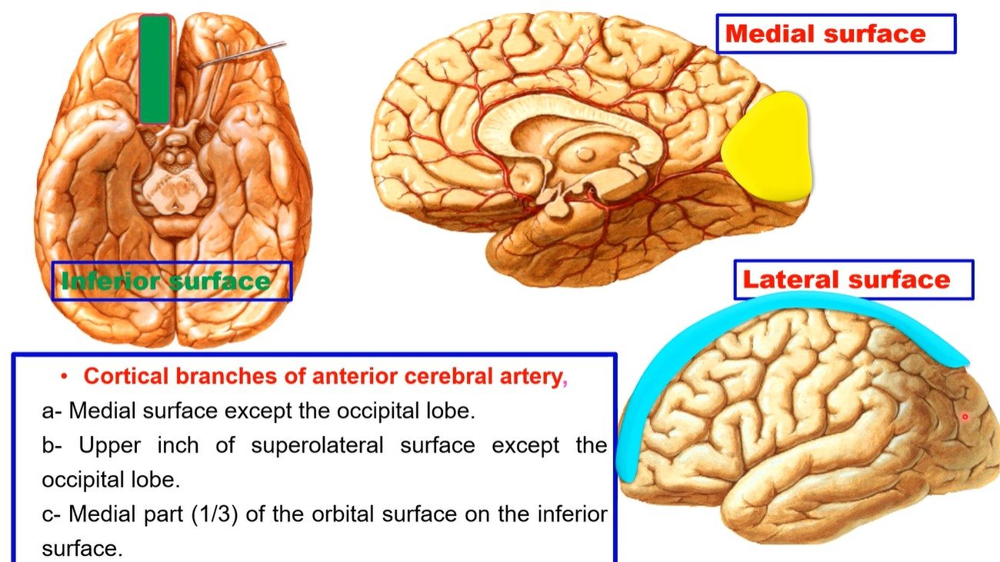 Medial surface
Inferior surface
Lateral surface
• Cortical branches of anterior cerebral artery,
a- Medial surface except the occipital lobe.
b- Upper inch of superolateral surface except the
occipital lobe.
c- Medial part (1/3) of the orbital surface on the inferior
surface.